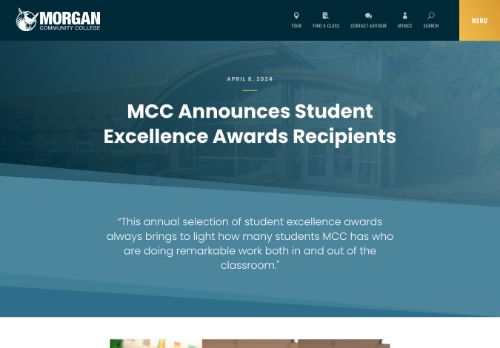 MORGAN
COMMUNITY COLLEGE
TOUR
FIND A CLASS
CONTACT ADVISOR
MYMCC
SEARCH
MENU
APRIL 8, 2024
MCC Announces Student
Excellence Awards Recipients
“This annual selection of student excellence awards
always brings to light how many students MCC has who
are doing remarkable work both in and out of the
classroom.”